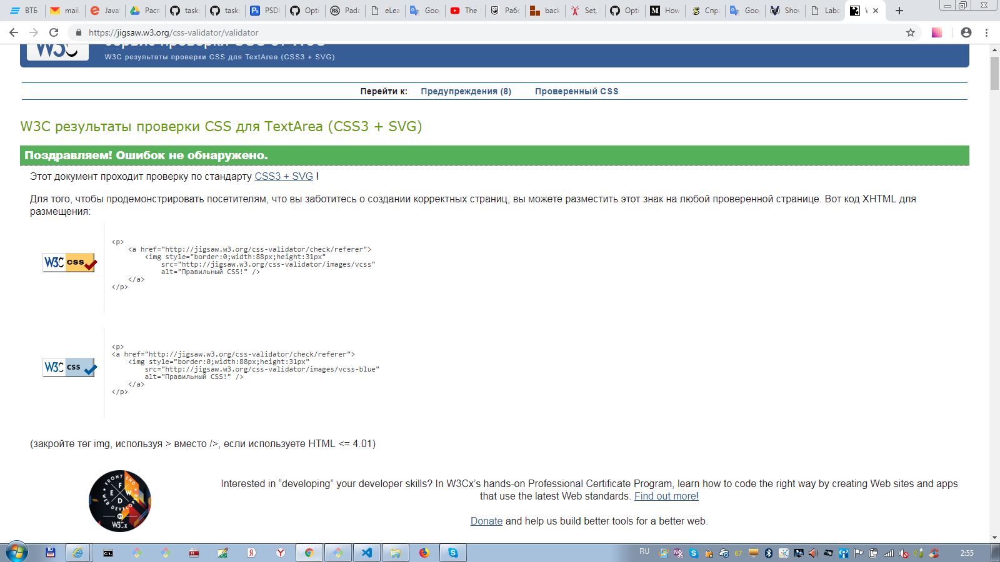 ВТБ
mail.
Java
Расп
tasks
tasks
PSD
Opti
Pada
eLea
Goo
The
Рабо
back
Set,
Opti
How
Спра
Goo
Show
Labo
https://jigsaw.w3.org/css-validator/validator
W3C
W3C результаты проверки CSS для TextArea (CSS3 + SVG)
Перейти к: Предупреждения (8) Проверенный CSS
W3C результаты проверки CSS для TextArea (CSS3 + SVG)
Поздравляем! Ошибок не обнаружено.
Этот документ проходит проверку по стандарту CSS3 + SVG !
Для того, чтобы продемонстрировать посетителям, что вы заботитесь о создании корректных страниц, вы можете разместить этот знак на любой проверенной странице. Вот код XHTML для
размещения:
W3C css
<p>
<a href="http://jigsaw.w3.org/css-validator/check/referer">
<img style="border:0;width:88px;height:31px"
src="http://jigsaw.w3.org/css-validator/images/vcss"
alt="Правильный CSS!" />
</a>
</p>
W3C css
<p>
<a href="http://jigsaw.w3.org/css-validator/check/referer">
<img style="border:0;width:88px;height:31px"
src="http://jigsaw.w3.org/css-validator/images/vcss-blue"
alt="Правильный CSS!" />
</a>
</p>
(закройте тег img, используя > вместо />, если используете HTML <= 4.01)
FRONT END
WEB DEVELOPER
F E W D
BY
W3Cx
Interested in “developing” your developer skills? In W3Cx’s hands-on Professional Certificate Program, learn how to code the right way by creating Web sites and apps
that use the latest Web standards. Find out more!
Donate and help us build better tools for a better web.
RU
67
2:55